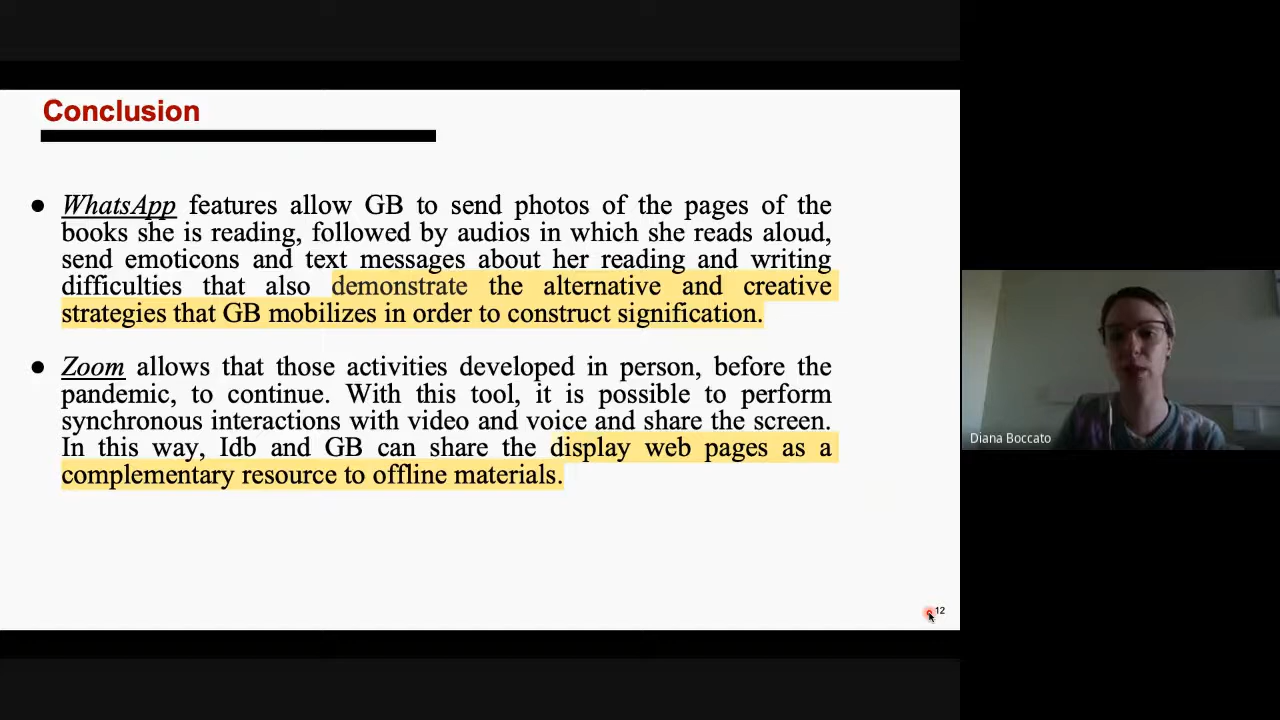 Conclusion
● WhatsApp features allow GB to send photos of the pages of the
books she is reading, followed by audios in which she reads aloud,
send emoticons and text messages about her reading and writing
difficulties that also demonstrate the alternative and creative
strategies that GB mobilizes in order to construct signification.
● Zoom allows that those activities developed in person, before the
pandemic, to continue. With this tool, it is possible to perform
synchronous interactions with video and voice and share the screen.
In this way, Idb and GB can share the display web pages as a
complementary resource to offline materials.
12
Diana Boccato